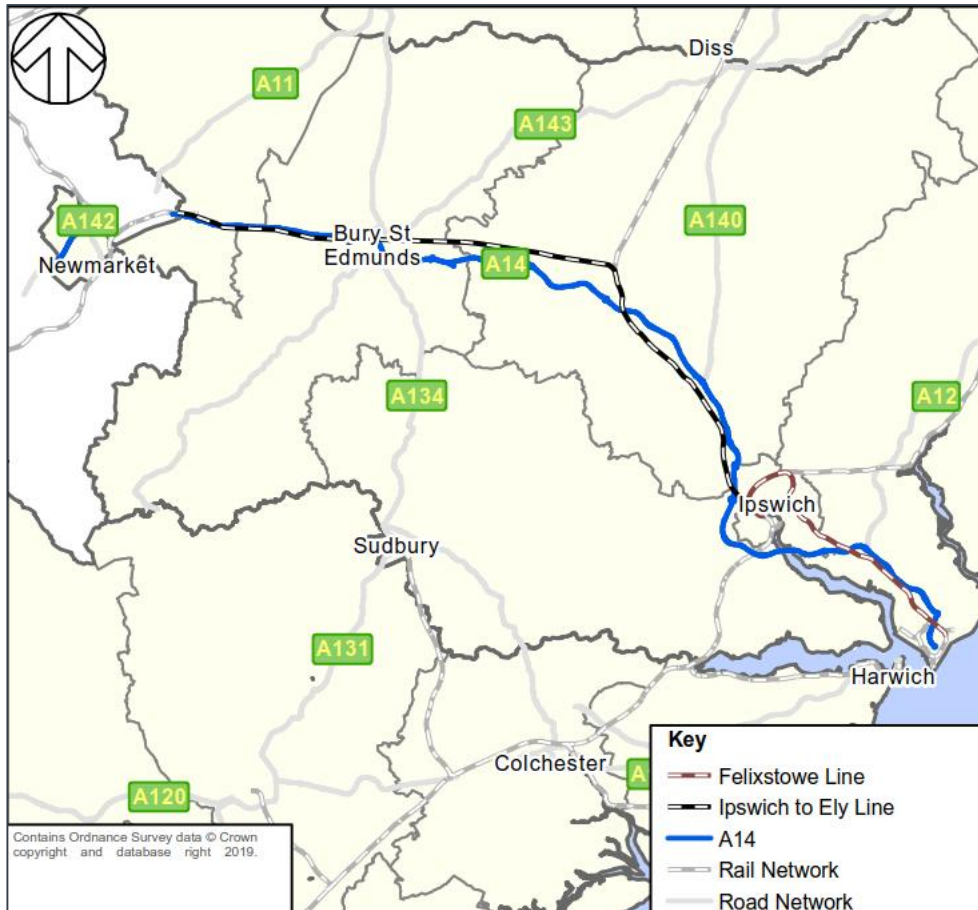 Diss
A11
A143
A142
A140
Bury St
Edmunds
Newmarket
A14
A134
A12
Ipswich
Sudbury
A131
Harwich
Colchester
A
A120
Key
Felixstowe Line
Ipswich to Ely Line
A14
Rail Network
Road Network
Contains Ordnance Survey data © Crown
copyright and database right 2019.